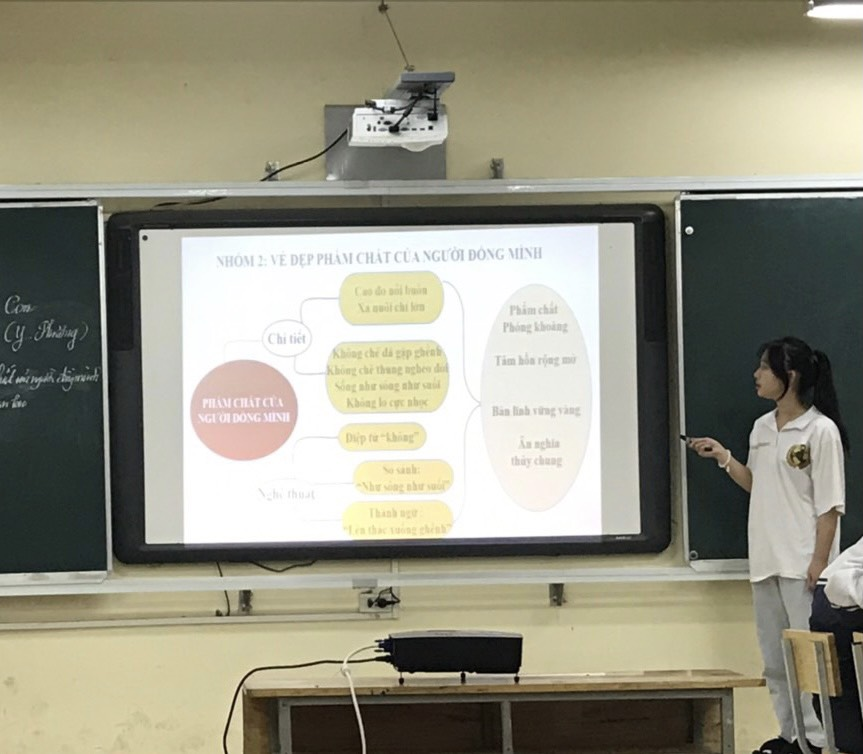 Con
(Y Phương)
NHÓM 2: VẺ ĐẸP PHẨM CHẤT CỦA NGƯỜI ĐỒNG MÌNH
Chi tiết
Cao đo nỗi buồn
Xa nuôi chí lớn
Không chê đá gập ghềnh
Không chê thung nghèo đói
Sống như sông như suối
Không lo cực nhọc
PHẨM CHẤT CỦA
NGƯỜI ĐỒNG MÌNH
Nghệ thuật
Điệp từ “không”
So sánh:
“Như sông như suối”
Thành ngữ :
“Lên thác xuống ghềnh”
Phẩm chất
Phóng khoáng
Tâm hồn rộng mở
Bản lĩnh vững vàng
Ân nghĩa
thủy chung